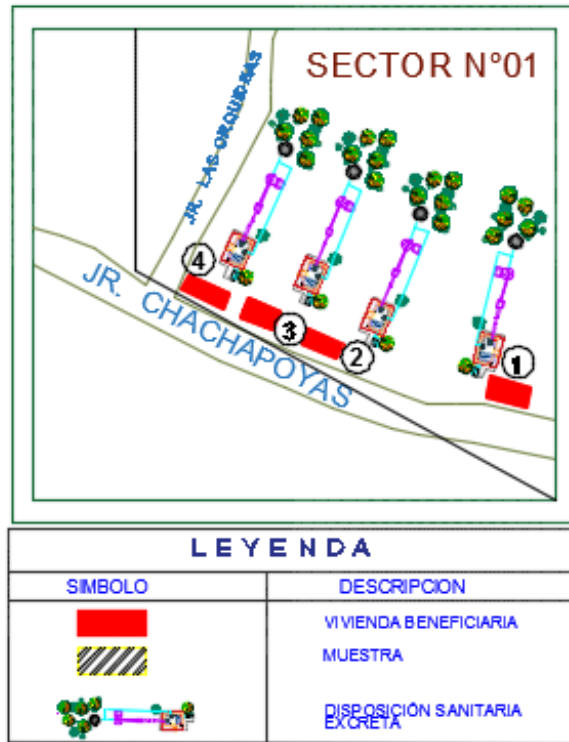 SECTOR Nº01
JR. LAS ORQUIDEAS
4
JR. CHACHAPOYAS
3
2
1
LEYENDA
SIMBOLO DESCRIPCION
VIVIENDA BENEFICIARIA
MUESTRA
DISPOSICIÓN SANITARIA
EXCRETA